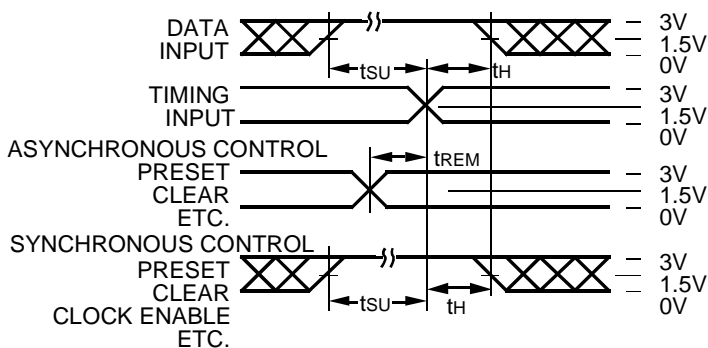 DATA
INPUT
3V
1.5V
0V
tSU
tH
TIMING
INPUT
3V
1.5V
0V
ASYNCHRONOUS CONTROL
PRESET
CLEAR
ETC.
tREM
3V
1.5V
0V
SYNCHRONOUS CONTROL
PRESET
CLEAR
CLOCK ENABLE
ETC.
tSU
tH
3V
1.5V
0V